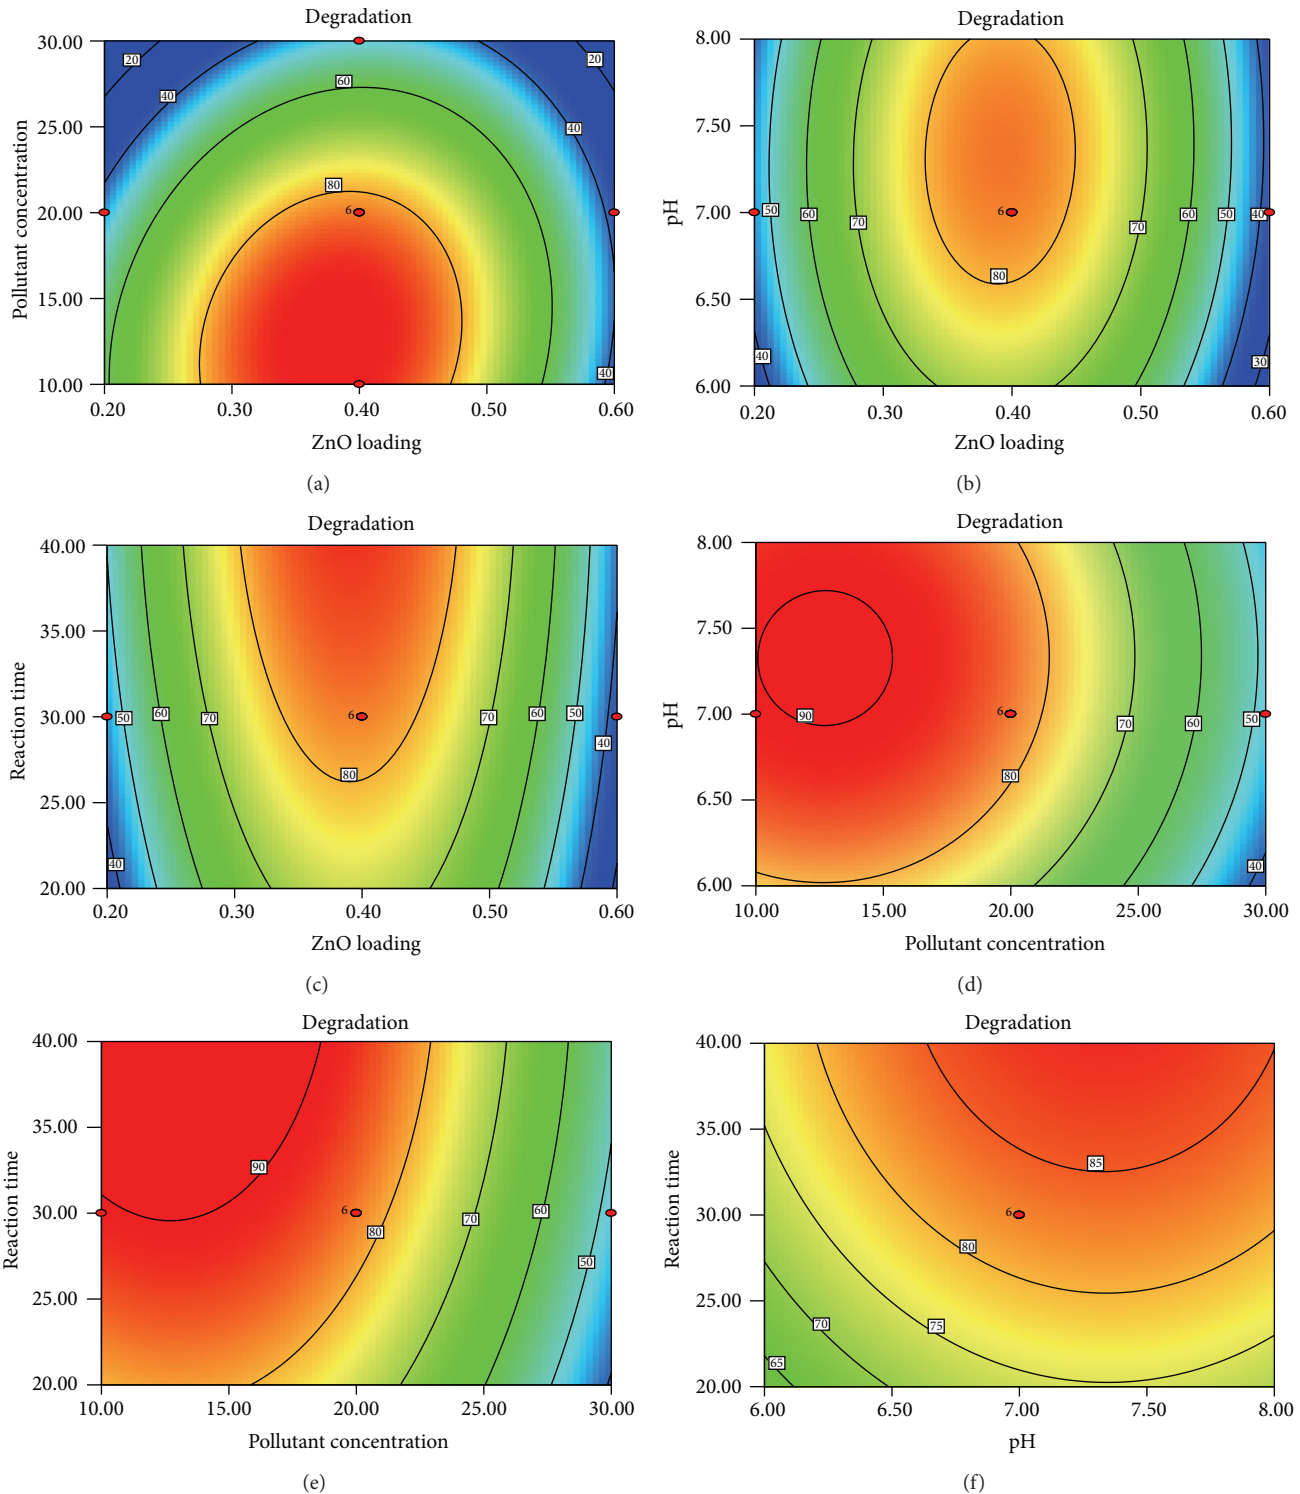 Degradation
30.00
25.00
20.00
15.00
10.00
Pollutant concentration
20
20
40
60
40
80
6
40
0.20 0.30 0.40 0.50 0.60
ZnO loading
(a)
Degradation
8.00
7.50
7.00
6.50
6.00
pH
50 60 70 6 70 60 50 40
80
40 30
0.20 0.30 0.40 0.50 0.60
ZnO loading
(b)
Degradation
40.00
35.00
30.00
25.00
20.00
Reaction time
50 60 70 6 70 60 50
40
80
40
0.20 0.30 0.40 0.50 0.60
ZnO loading
(c)
Degradation
8.00
7.50
7.00
6.50
6.00
pH
90 6 70 60 50
80
40
10.00 15.00 20.00 25.00 30.00
Pollutant concentration
(d)
Degradation
40.00
35.00
30.00
25.00
20.00
Reaction time
90
6 80 70 60
50
10.00 15.00 20.00 25.00 30.00
Pollutant concentration
(e)
Degradation
40.00
35.00
30.00
25.00
20.00
Reaction time
85
6
80
70 75
65
6.00 6.50 7.00 7.50 8.00
pH
(f)